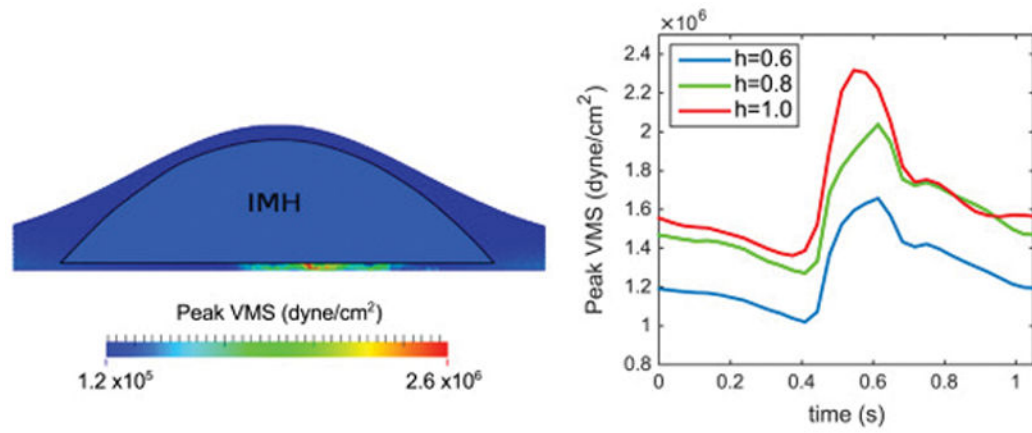 IMH
Peak VMS (dyne/cm²)
1.2 x10⁵
2.6 x10⁶
×10⁶
h=0.6
h=0.8
h=1.0
Peak VMS (dyne/cm²)
2.4
2.2
2
1.8
1.6
1.4
1.2
1
0.8
0
0.2
0.4
0.6
0.8
1
time (s)